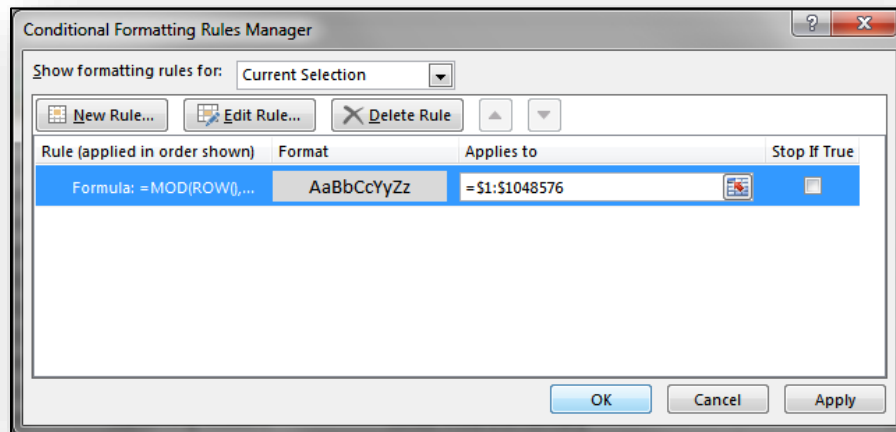 Conditional Formatting Rules Manager
? X
Show formatting rules for: Current Selection
New Rule... Edit Rule... Delete Rule
Rule (applied in order shown) Format Applies to Stop If True
Formula: =MOD(ROW(),... AaBbCcYyZz =$1:$1048576
OK Cancel Apply